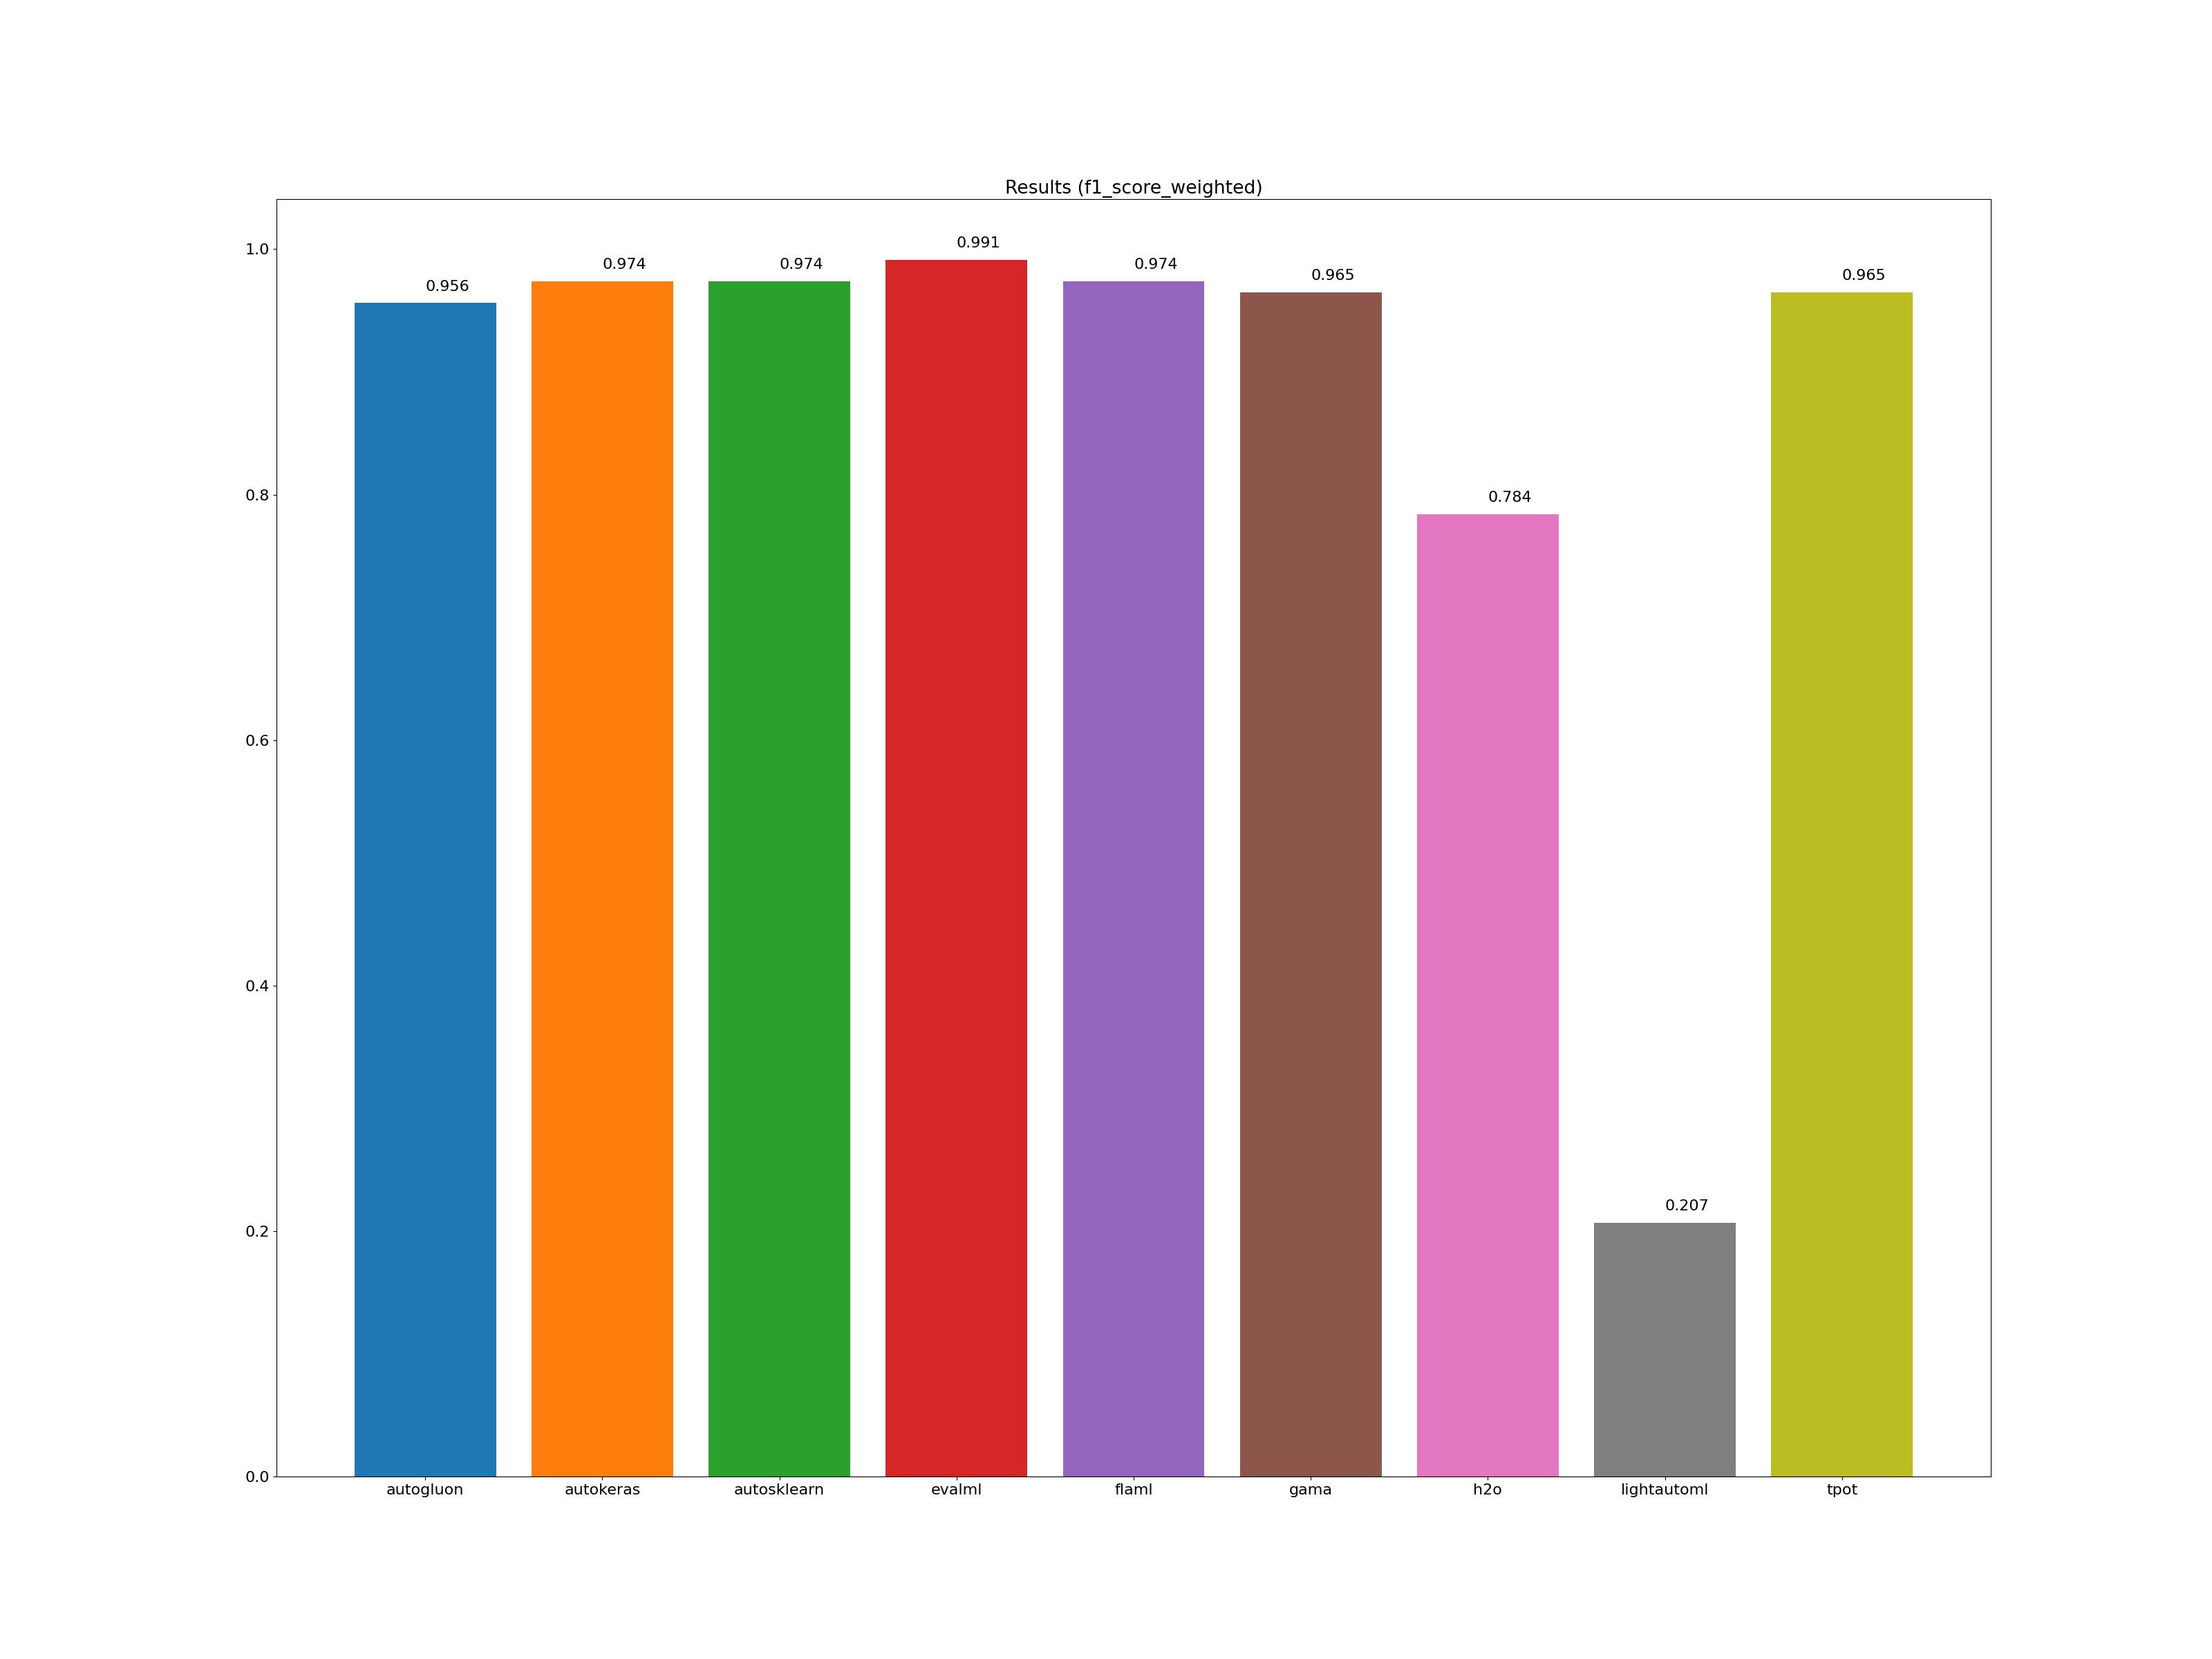 Results (f1_score_weighted)
1.0
0.8
0.6
0.4
0.2
0.0
0.956
0.974
0.974
0.991
0.974
0.965
0.784
0.207
0.965
autogluon
autokeras
autosklearn
evalml
flaml
gama
h2o
lightautoml
tpot